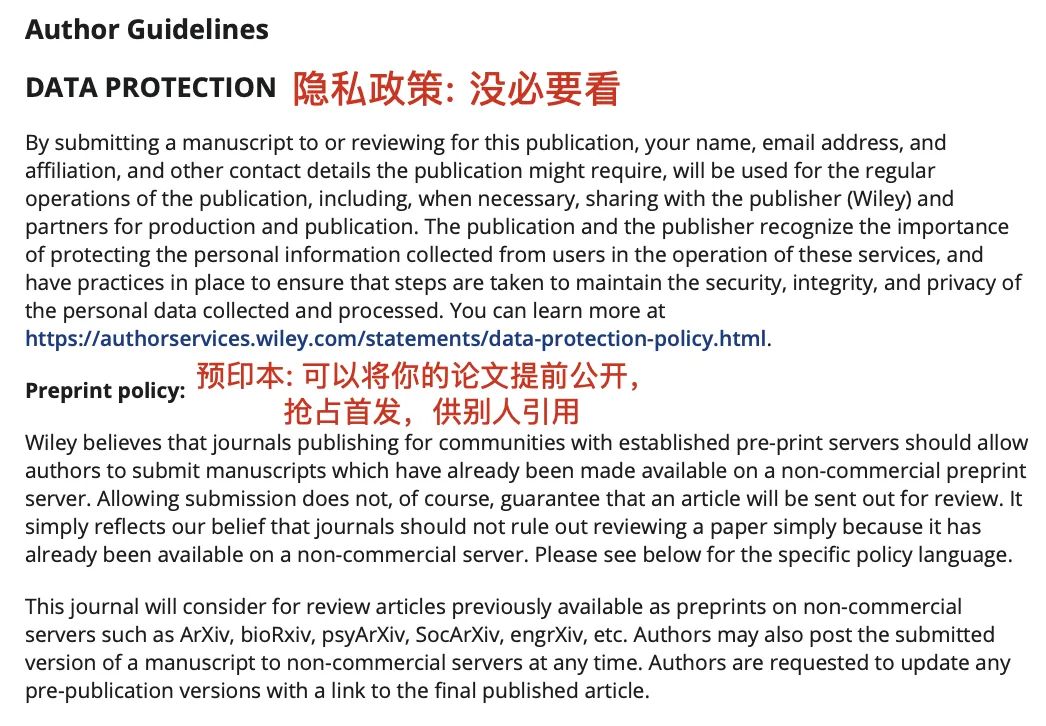 Author Guidelines
DATA PROTECTION 隐私政策: 没必要看
By submitting a manuscript to or reviewing for this publication, your name, email address, and
affiliation, and other contact details the publication might require, will be used for the regular
operations of the publication, including, when necessary, sharing with the publisher (Wiley) and
partners for production and publication. The publication and the publisher recognize the importance
of protecting the personal information collected from users in the operation of these services, and
have practices in place to ensure that steps are taken to maintain the security, integrity, and privacy of
the personal data collected and processed. You can learn more at
https://authorservices.wiley.com/statements/data-protection-policy.html.
Preprint policy: 预印本: 可以将你的论文提前公开，
抢占首发，供别人引用
Wiley believes that journals publishing for communities with established pre-print servers should allow
authors to submit manuscripts which have already been made available on a non-commercial preprint
server. Allowing submission does not, of course, guarantee that an article will be sent out for review. It
simply reflects our belief that journals should not rule out reviewing a paper simply because it has
already been available on a non-commercial server. Please see below for the specific policy language.
This journal will consider for review articles previously available as preprints on non-commercial
servers such as ArXiv, bioRxiv, psyArXiv, SocArXiv, engrXiv, etc. Authors may also post the submitted
version of a manuscript to non-commercial servers at any time. Authors are requested to update any
pre-publication versions with a link to the final published article.